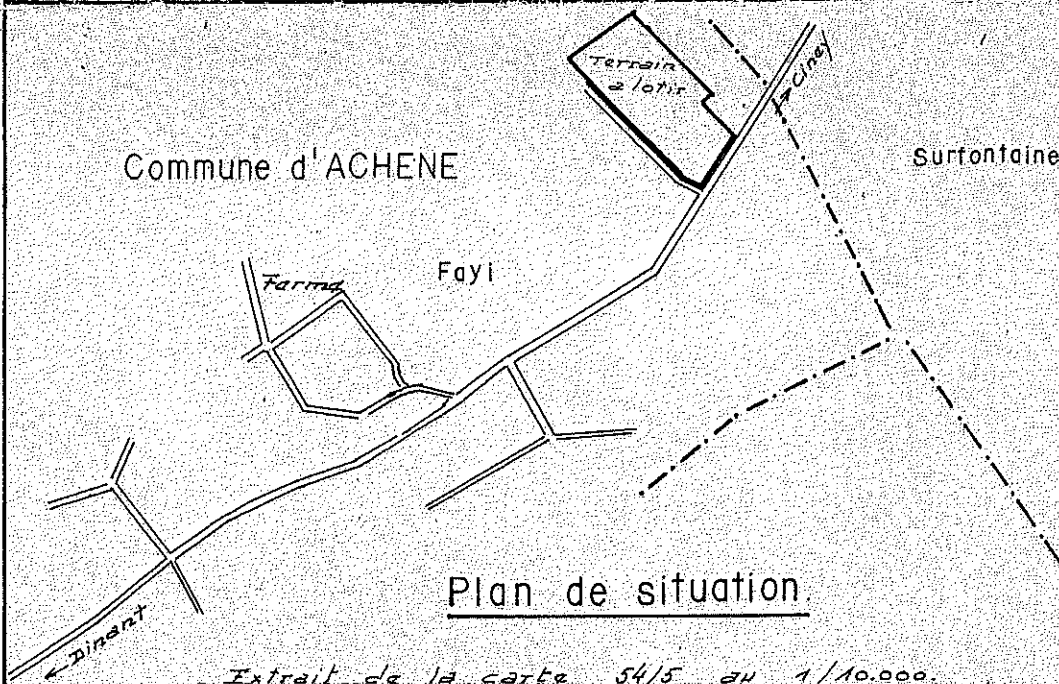 Terrain
a lotir
Ciney
Commune d'ACHENE
Surfontaine
Fayi
Farma
Plan de situation.
Dinant
Extrait de la carte 54/5 au 1/10.000.